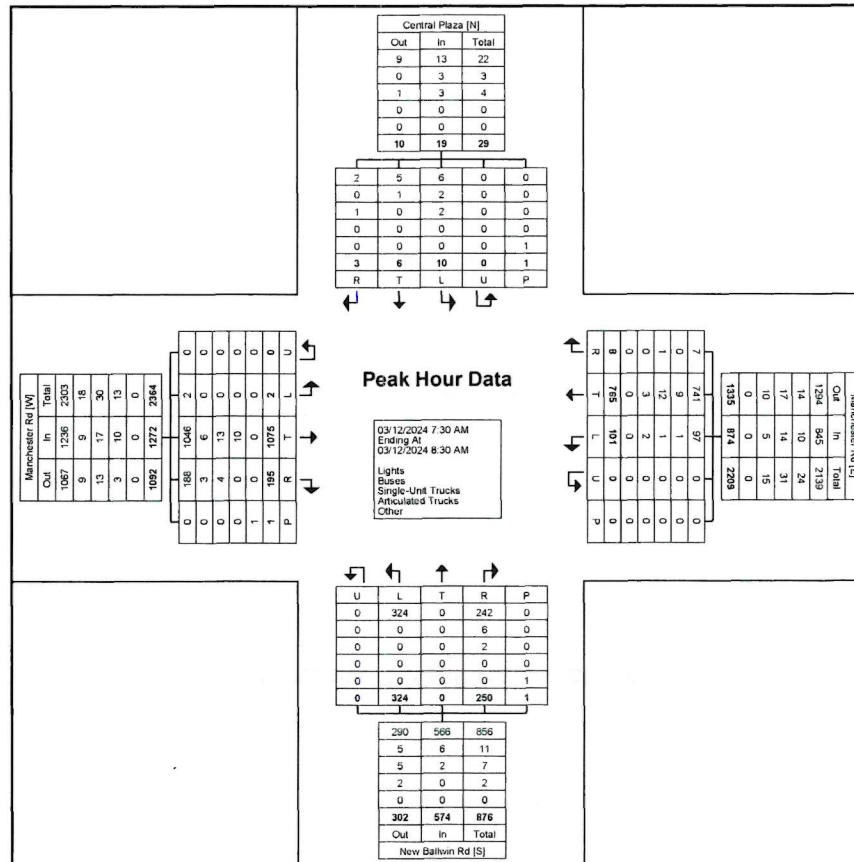 Central Plaza [N]
Out In Total
9 13 22
0 3 3
1 3 4
0 0 0
0 0 0
10 19 29
2 5 6 0 0
0 1 2 0 0
1 0 2 0 0
0 0 0 0 0
0 0 0 0 1
3 6 10 0 1
R T L U P
Manchester Rd [W]
Total 2303 18 30 13 0 2364
In 1236 9 17 10 0 1272
Out 1067 9 13 3 0 1092
0 0 0 0 0 0 U
2 0 0 0 0 2 L
1046 6 13 10 0 1075 T
188 3 4 0 0 195 R
0 0 0 0 1 1 P
Peak Hour Data
03/12/2024 7:30 AM
Ending At
03/12/2024 8:30 AM
Lights
Buses
Single-Unit Trucks
Articulated Trucks
Other
R 8 0 0 1 0 7
T 765 0 3 12 9 741
L 101 0 2 1 1 97
U 0 0 0 0 0 0
P 0 0 0 0 0 0
1335 0 10 17 14 1294 Out
874 0 5 14 10 845 In
2209 0 15 31 24 2139 Total
Manchester Rd [E]
U L T R P
0 324 0 242 0
0 0 0 6 0
0 0 0 2 0
0 0 0 0 0
0 0 0 0 1
0 324 0 250 1
290 566 856
5 6 11
5 2 7
2 0 2
0 0 0
302 574 876
Out In Total
New Ballwin Rd [S]